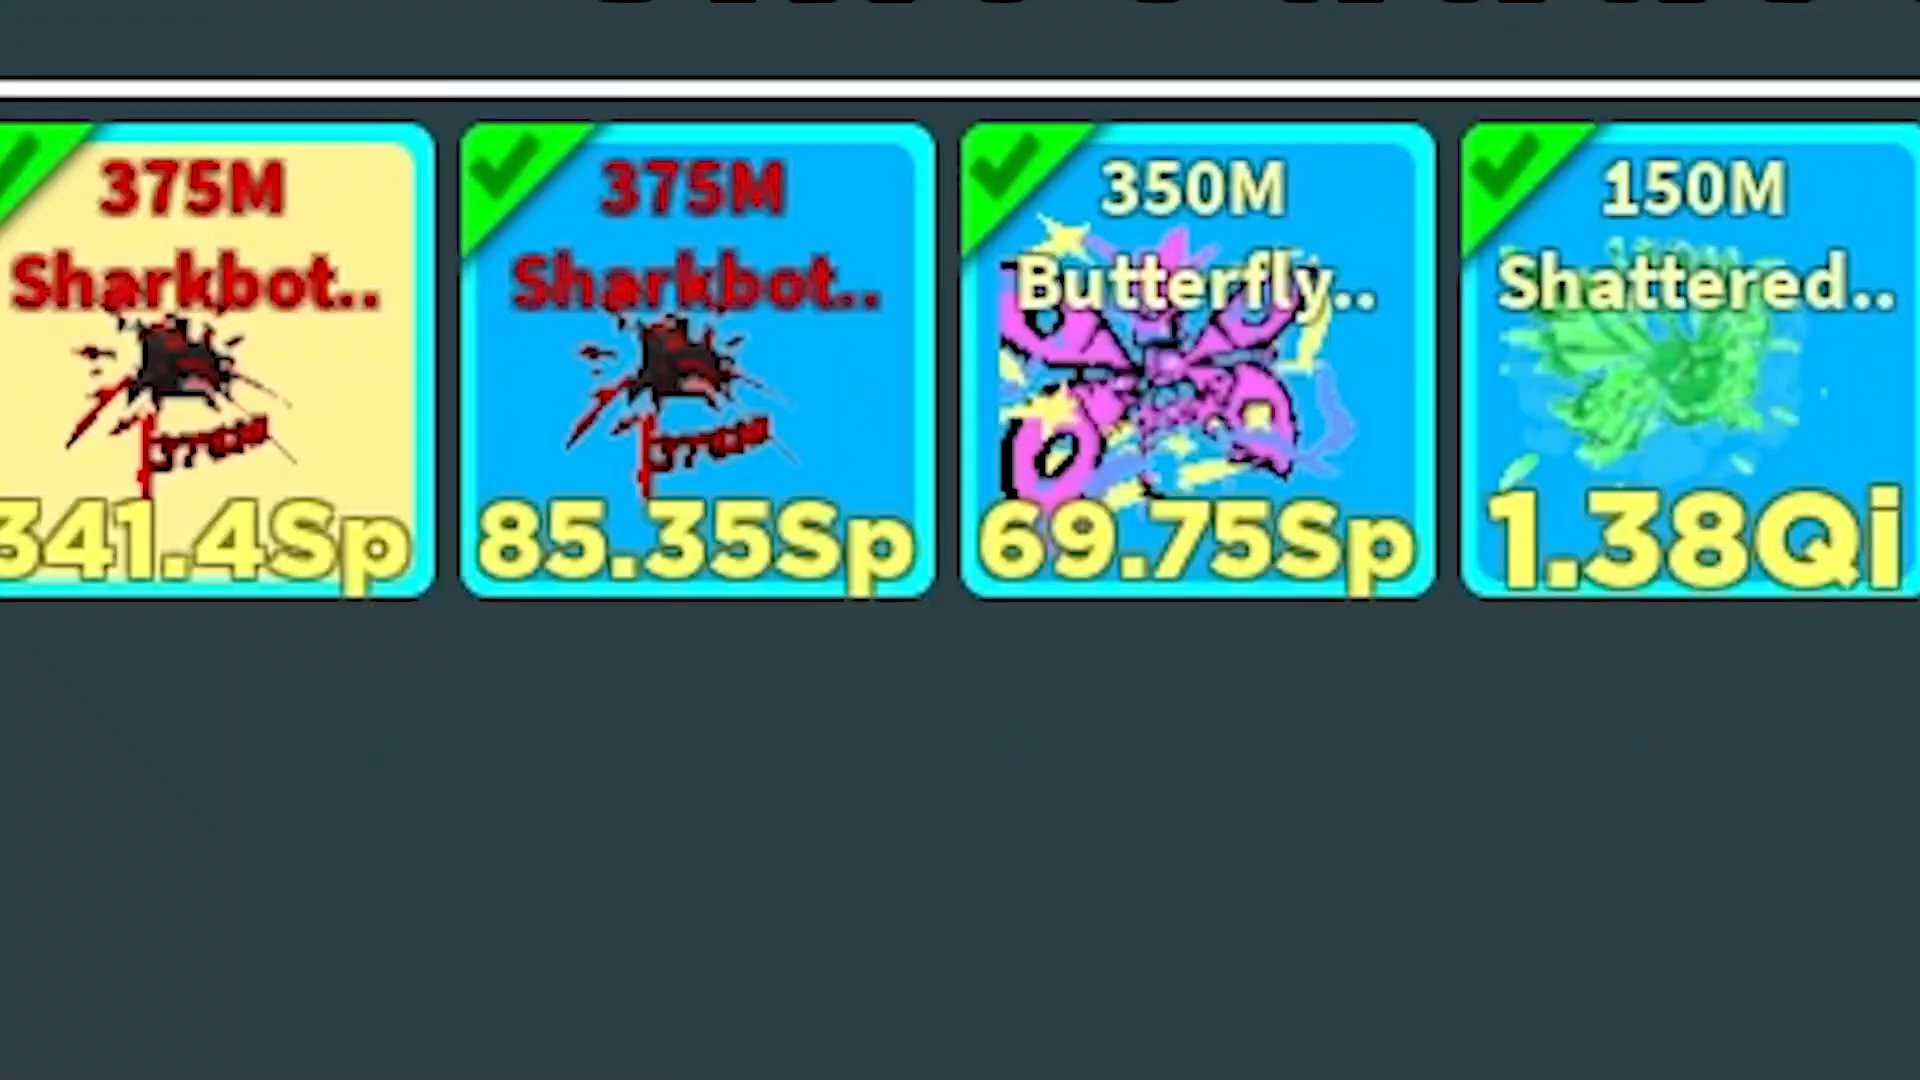 375M
Sharkbot..
341.4Sp
375M
Sharkbot..
85.35Sp
350M
Butterfly..
69.75Sp
150M
Shattered..
1.38Qi